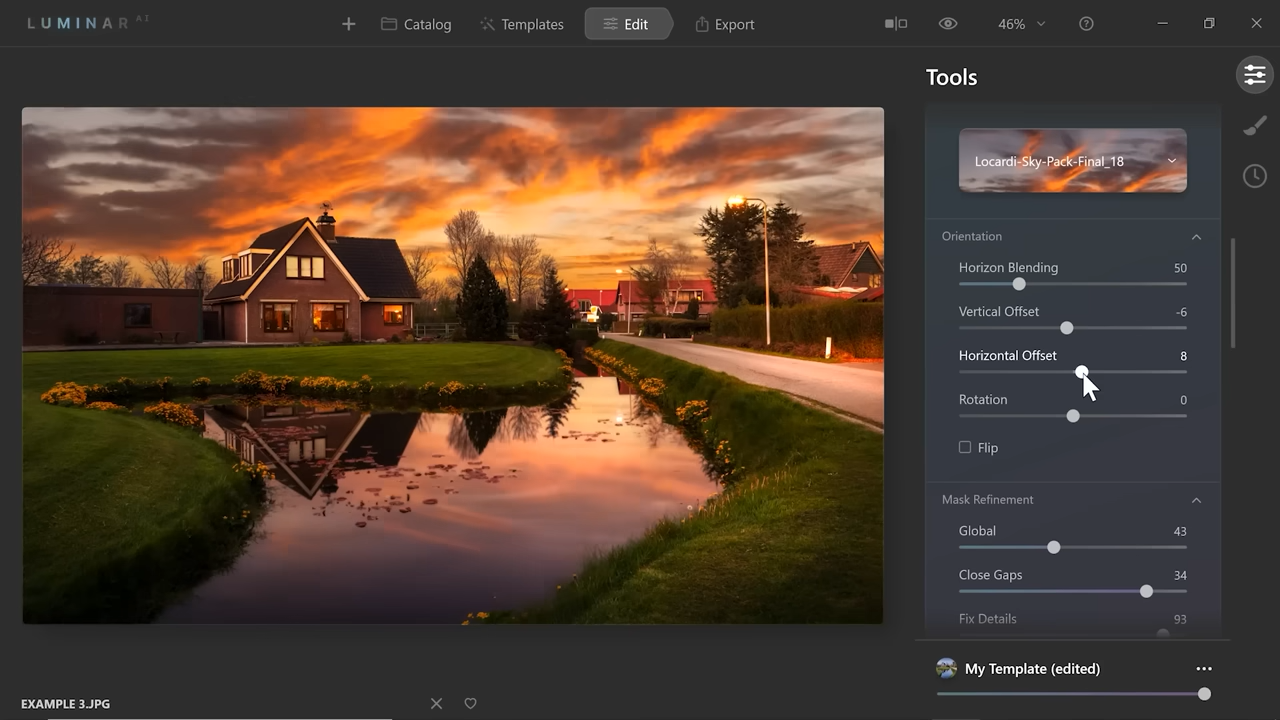 LUMINAR AI
Catalog
Templates
Edit
Export
46%
Tools
Locardi-Sky-Pack-Final_18
Orientation
Horizon Blending 50
Vertical Offset -6
Horizontal Offset 8
Rotation 0
Flip
Mask Refinement
Global 43
Close Gaps 34
Fix Details 93
My Template (edited)
EXAMPLE 3.JPG